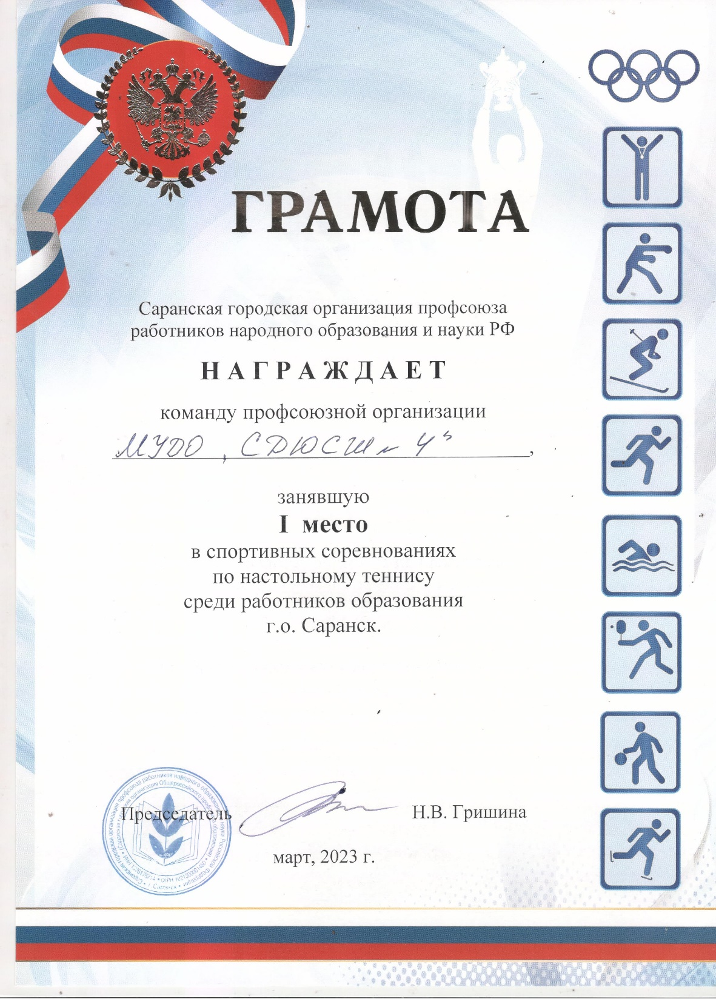 ГРАМОТА
Саранская городская организация профсоюза
работников народного образования и науки РФ
НАГРАЖДАЕТ
команду профсоюзной организации
МУДО „СДЮСШ № 4",
занявшую
I место
в спортивных соревнованиях
по настольному теннису
среди работников образования
г.о. Саранск.
Председатель Н.В. Гришина
март, 2023 г.